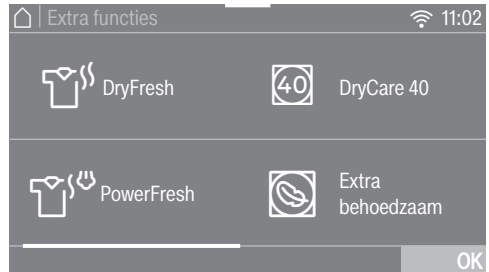 Extra functies 11:02
DryFresh
40 DryCare 40
PowerFresh
Extra
behoedzaam
OK